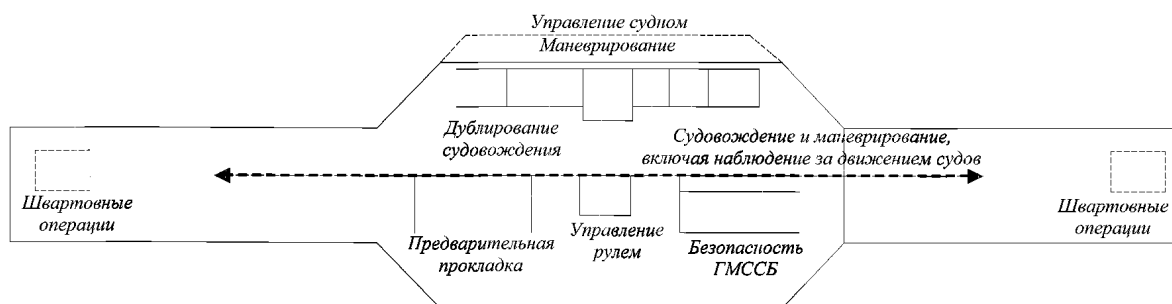 Управление судном
Маневрирование
Дублирование
судовождения
Судовождение и маневрирование,
включая наблюдение за движением судов
Швартовные
операции
Предварительная
прокладка
Управление
рулем
Безопасность
ГМССБ
Швартовные
операции